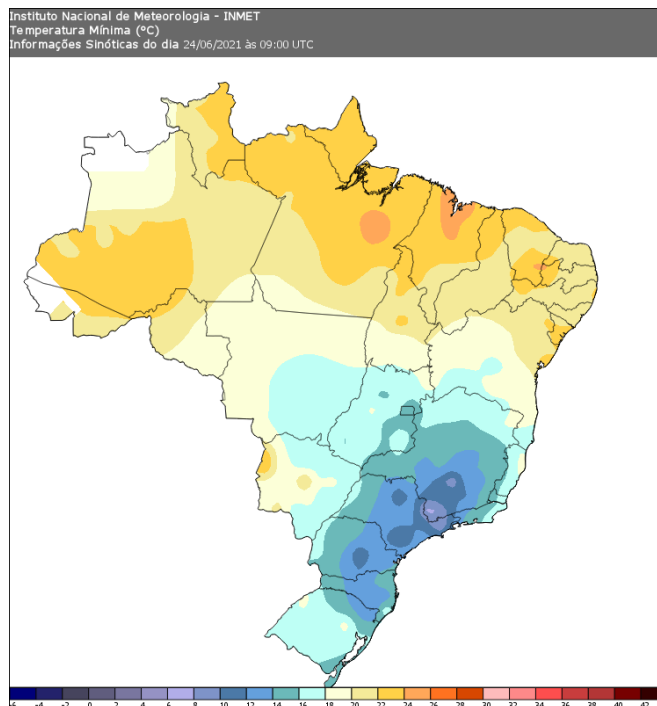 Instituto Nacional de Meteorologia - INMET
Temperatura Mínima (°C)
Informações Sinóticas do dia 24/06/2021 às 09:00 UTC
-6 -4 -2 0 2 4 6 8 10 12 14 16 18 20 22 24 26 28 30 32 34 36 38 40 42